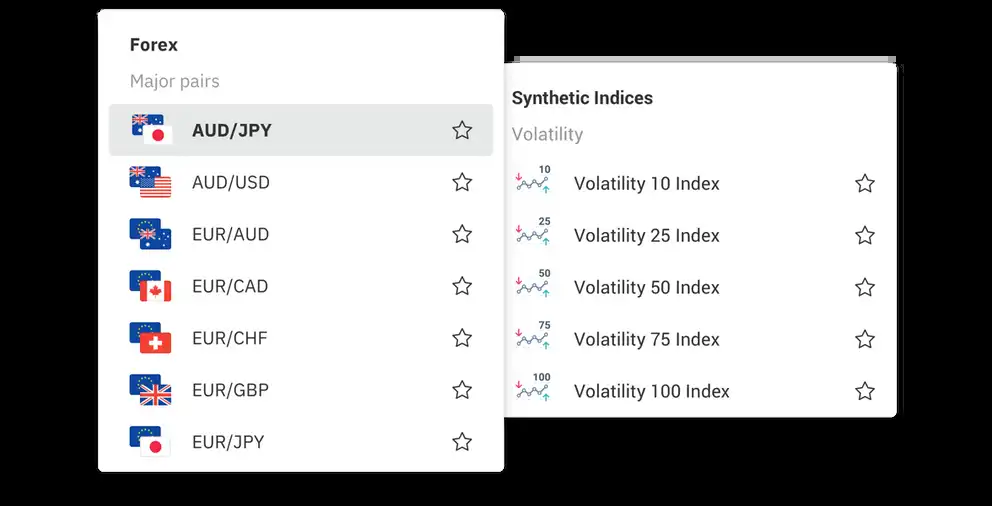 Forex
Major pairs
AUD/JPY
AUD/USD
EUR/AUD
EUR/CAD
EUR/CHF
EUR/GBP
EUR/JPY
Synthetic Indices
Volatility
10
Volatility 10 Index
25
Volatility 25 Index
50
Volatility 50 Index
75
Volatility 75 Index
100
Volatility 100 Index